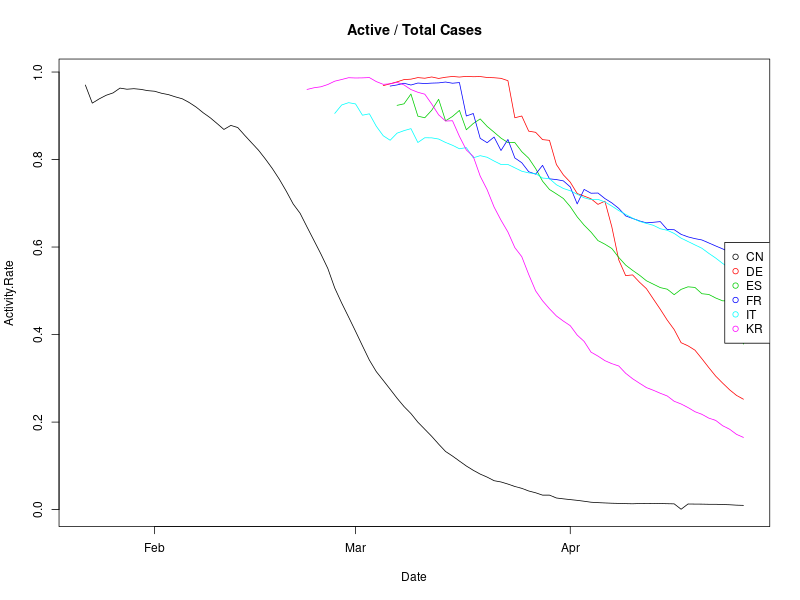 Active / Total Cases
Activity.Rate
1.0
0.8
0.6
0.4
0.2
0.0
CN
DE
ES
FR
IT
KR
Feb Mar Apr
Date